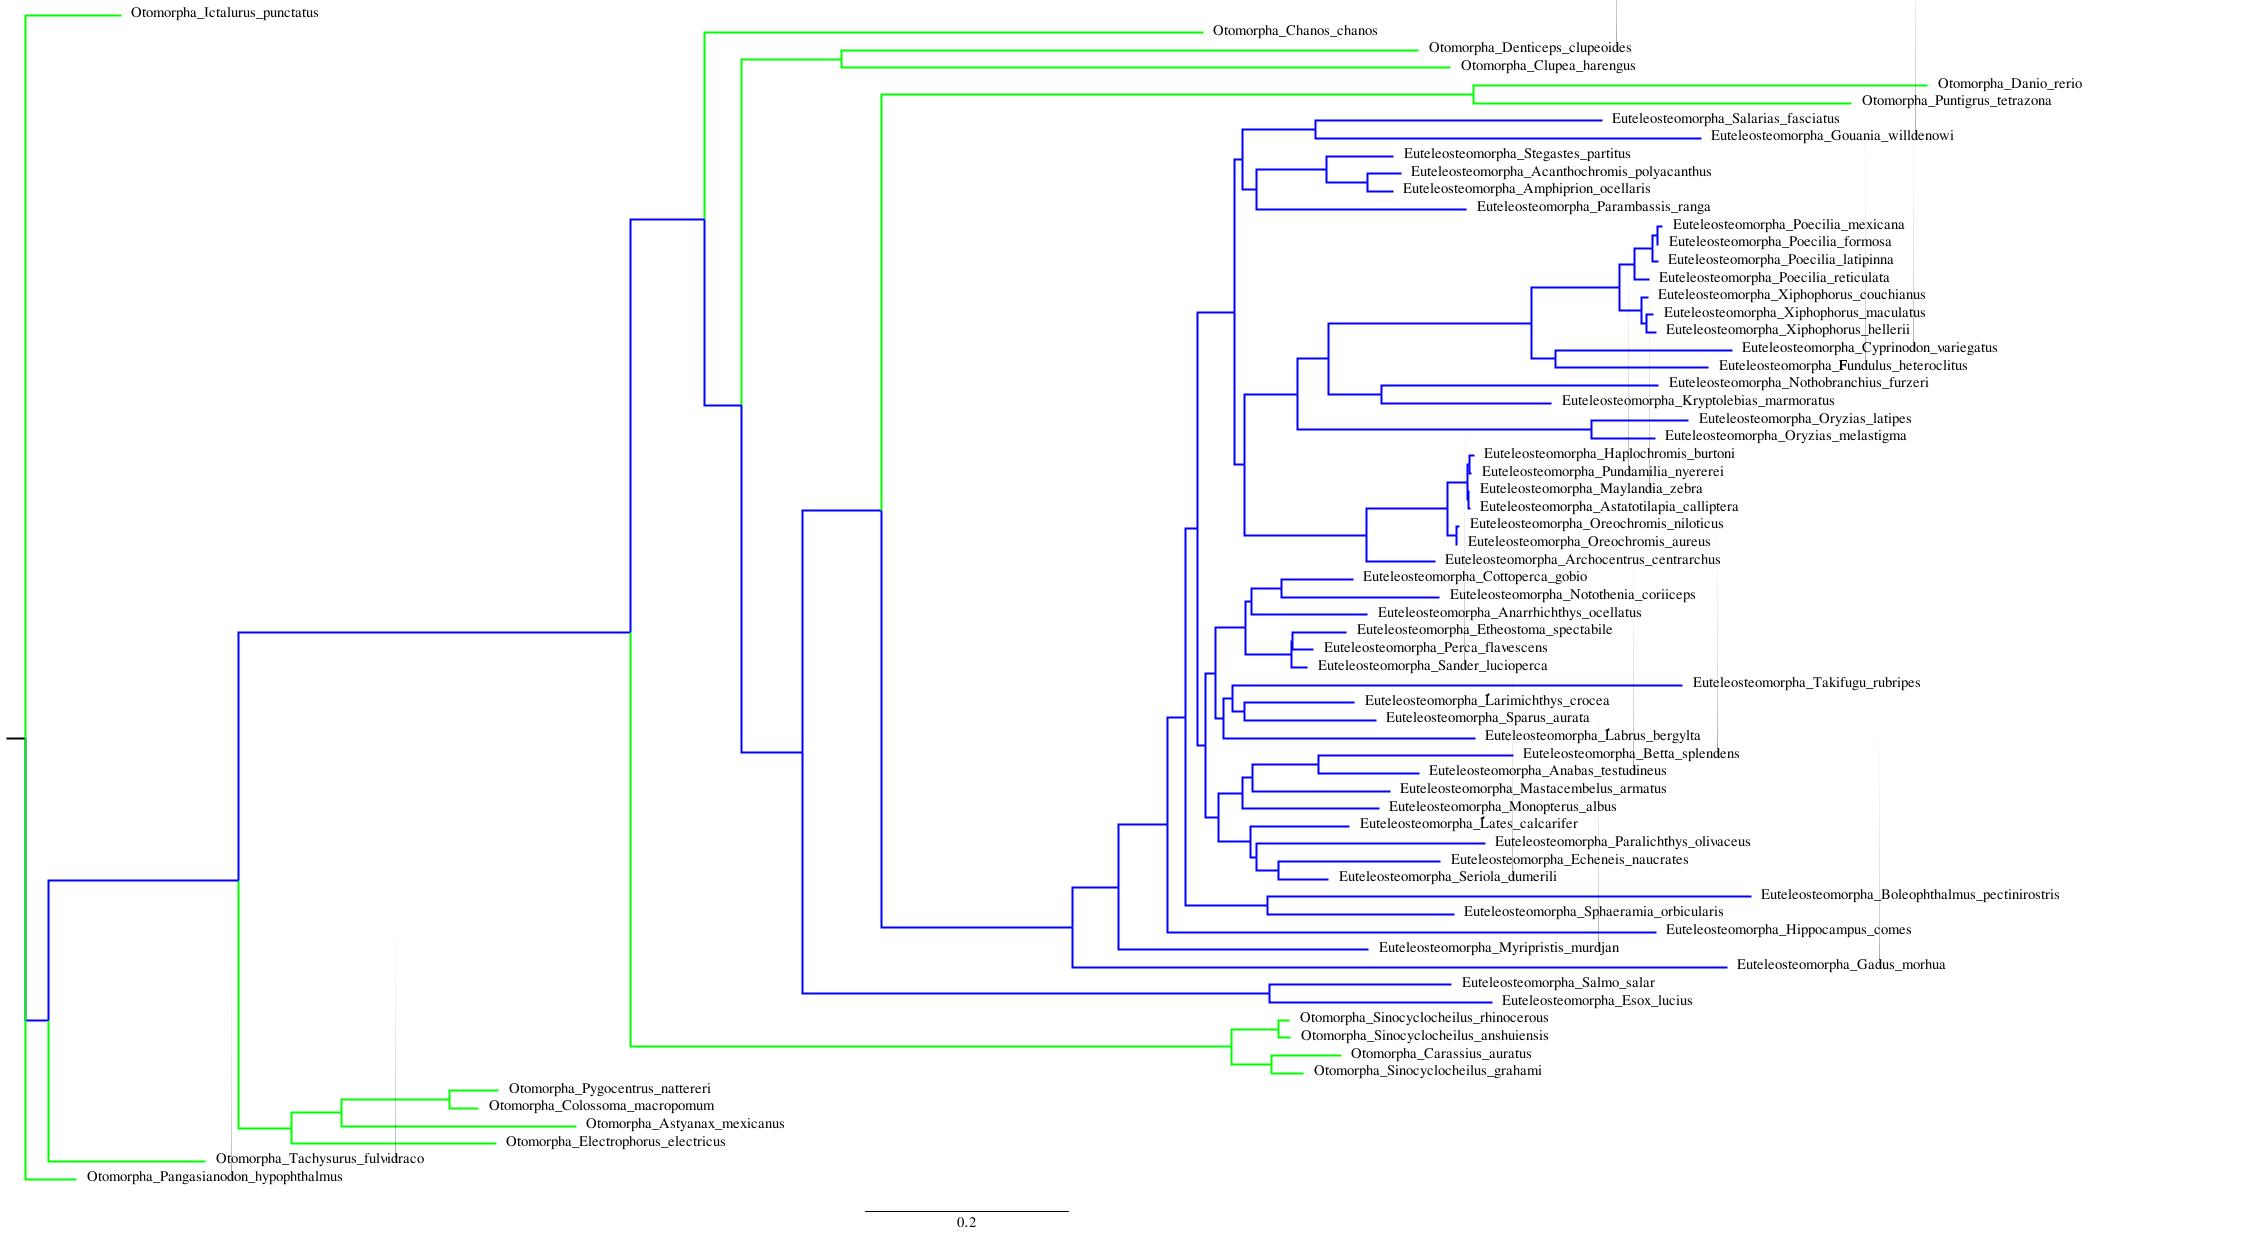 Otomorpha_Ictalurus_punctatus
Otomorpha_Chanos_chanos
Otomorpha_Denticeps_clupeoides
Otomorpha_Clupea_harengus
Otomorpha_Danio_rerio
Otomorpha_Puntigrus_tetrazona
Euteleosteomorpha_Salarias_fasciatus
Euteleosteomorpha_Gouania_willdenowi
Euteleosteomorpha_Stegastes_partitus
Euteleosteomorpha_Acanthochromis_polyacanthus
Euteleosteomorpha_Amphiprion_ocellaris
Euteleosteomorpha_Parambassis_ranga
Euteleosteomorpha_Poecilia_mexicana
Euteleosteomorpha_Poecilia_formosa
Euteleosteomorpha_Poecilia_latipinna
Euteleosteomorpha_Poecilia_reticulata
Euteleosteomorpha_Xiphophorus_couchianus
Euteleosteomorpha_Xiphophorus_maculatus
Euteleosteomorpha_Xiphophorus_hellerii
Euteleosteomorpha_Cyprinodon_variegatus
Euteleosteomorpha_Fundulus_heteroclitus
Euteleosteomorpha_Nothobranchius_furzeri
Euteleosteomorpha_Kryptolebias_marmoratus
Euteleosteomorpha_Oryzias_latipes
Euteleosteomorpha_Oryzias_melastigma
Euteleosteomorpha_Haplochromis_burtoni
Euteleosteomorpha_Pundamilia_nyererei
Euteleosteomorpha_Maylandia_zebra
Euteleosteomorpha_Astatotilapia_calliptera
Euteleosteomorpha_Oreochromis_niloticus
Euteleosteomorpha_Oreochromis_aureus
Euteleosteomorpha_Archocentrus_centrarchus
Euteleosteomorpha_Cottoperca_gobio
Euteleosteomorpha_Notothenia_coriiceps
Euteleosteomorpha_Anarrhichthys_ocellatus
Euteleosteomorpha_Etheostoma_spectabile
Euteleosteomorpha_Perca_flavescens
Euteleosteomorpha_Sander_lucioperca
Euteleosteomorpha_Takifugu_rubripes
Euteleosteomorpha_Larimichthys_crocea
Euteleosteomorpha_Sparus_aurata
Euteleosteomorpha_Labrus_bergylta
Euteleosteomorpha_Betta_splendens
Euteleosteomorpha_Anabas_testudineus
Euteleosteomorpha_Mastacembelus_armatus
Euteleosteomorpha_Monopterus_albus
Euteleosteomorpha_Lates_calcarifer
Euteleosteomorpha_Paralichthys_olivaceus
Euteleosteomorpha_Echeneis_naucrates
Euteleosteomorpha_Seriola_dumerili
Euteleosteomorpha_Boleophthalmus_pectinirostris
Euteleosteomorpha_Sphaeramia_orbicularis
Euteleosteomorpha_Hippocampus_comes
Euteleosteomorpha_Myripristis_murdjan
Euteleosteomorpha_Gadus_morhua
Euteleosteomorpha_Salmo_salar
Euteleosteomorpha_Esox_lucius
Otomorpha_Sinocyclocheilus_rhinocerous
Otomorpha_Sinocyclocheilus_anshuiensis
Otomorpha_Carassius_auratus
Otomorpha_Sinocyclocheilus_grahami
Otomorpha_Pygocentrus_nattereri
Otomorpha_Colossoma_macropomum
Otomorpha_Astyanax_mexicanus
Otomorpha_Electrophorus_electricus
Otomorpha_Tachysurus_fulvidraco
Otomorpha_Pangasianodon_hypophthalmus
0.2